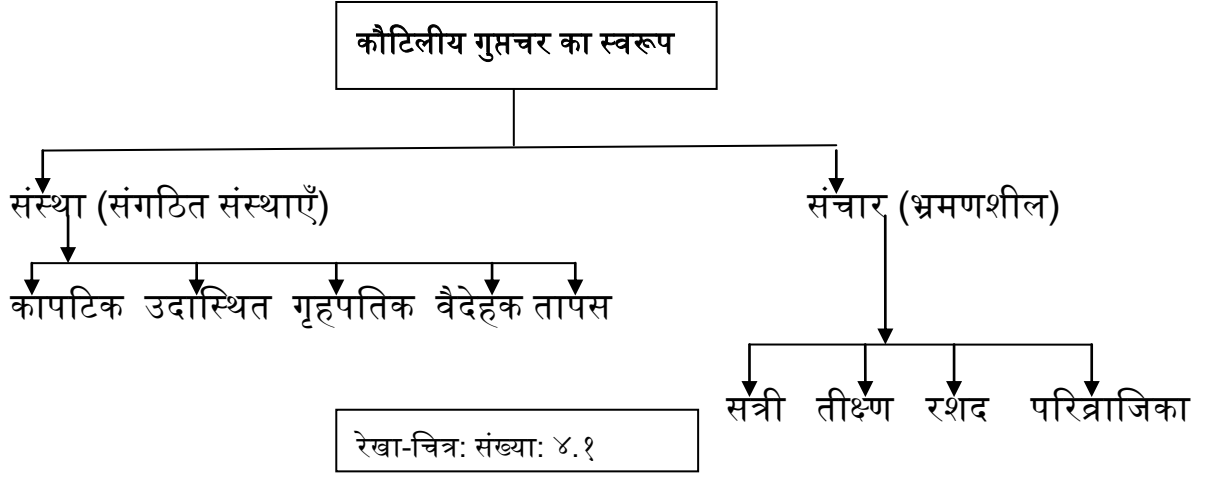 कौटिलीय गुप्तचर का स्वरूप
संस्था (संगठित संस्थाएँ) संचार (भ्रमणशील)
कापटिक उदास्थित गृहपतिक वैदेहक तापस
सत्री तीक्ष्ण रशद परिव्राजिका
रेखा-चित्र: संख्या: ४.१